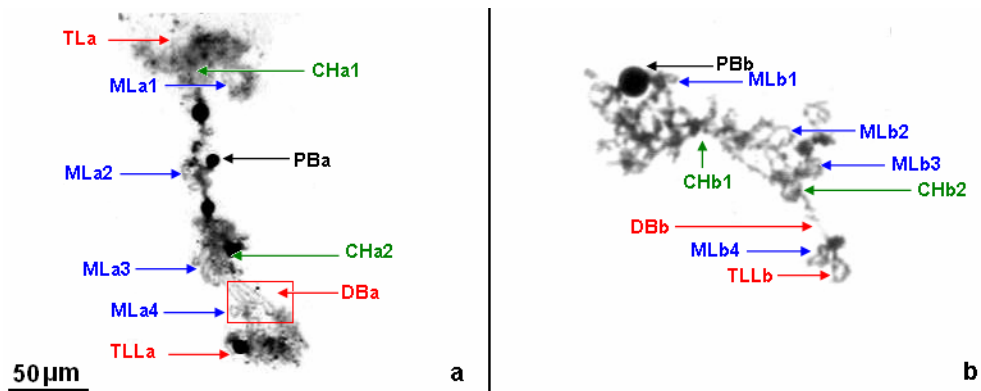 TLa
CHa1
MLa1
PBa
MLa2
CHa2
MLa3
DBa
MLa4
TLLa
50µm
a
PBb
MLb1
MLb2
MLb3
CHb1
CHb2
DBb
MLb4
TLLb
b